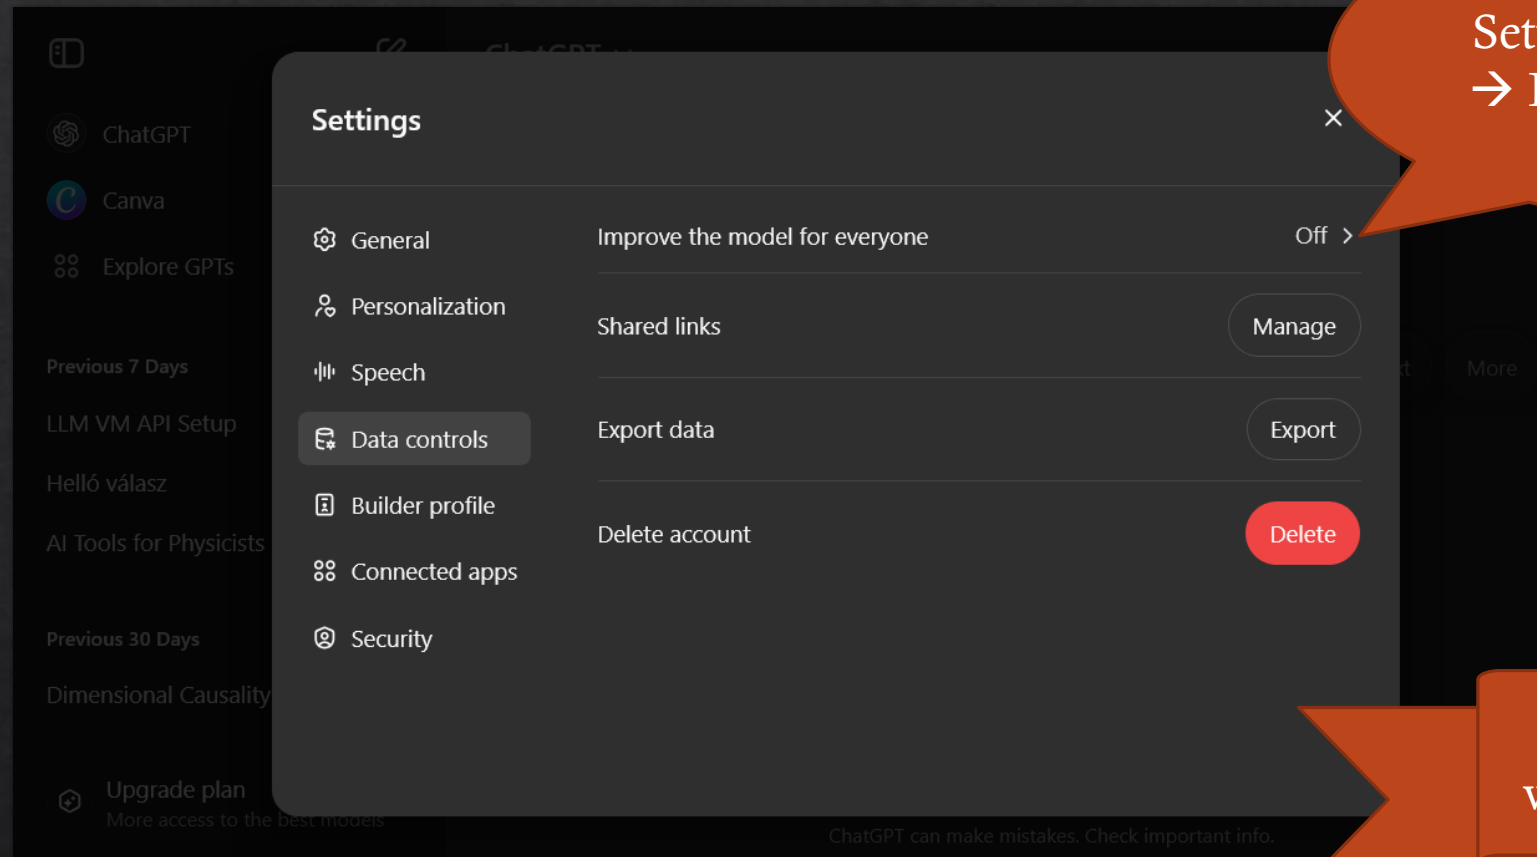 ChatGPT
Set
→
ChatGPT
Canva
Explore GPTs
Previous 7 Days
LLM VM API Setup
Helló válasz
AI Tools for Physicists
Previous 30 Days
Dimensional Causality
Upgrade plan
More access to the best models
Settings
General
Personalization
Speech
Data controls
Builder profile
Connected apps
Security
Improve the model for everyone Off
Shared links Manage
Export data Export
Delete account Delete
More
ChatGPT can make mistakes. Check important info.